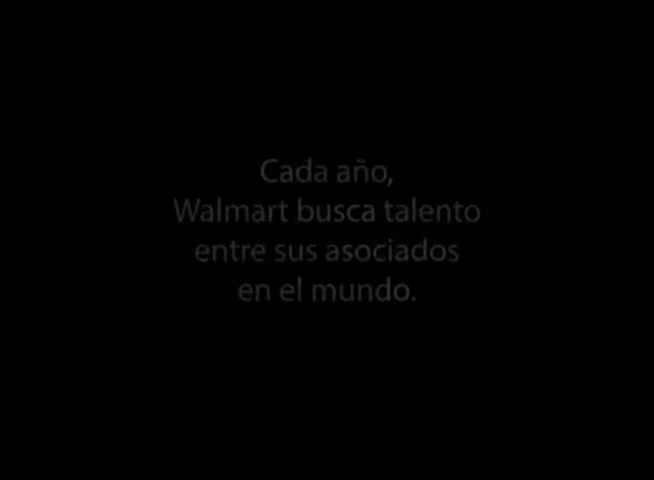 Cada año,
Walmart busca talento
entre sus asociados
en el mundo.